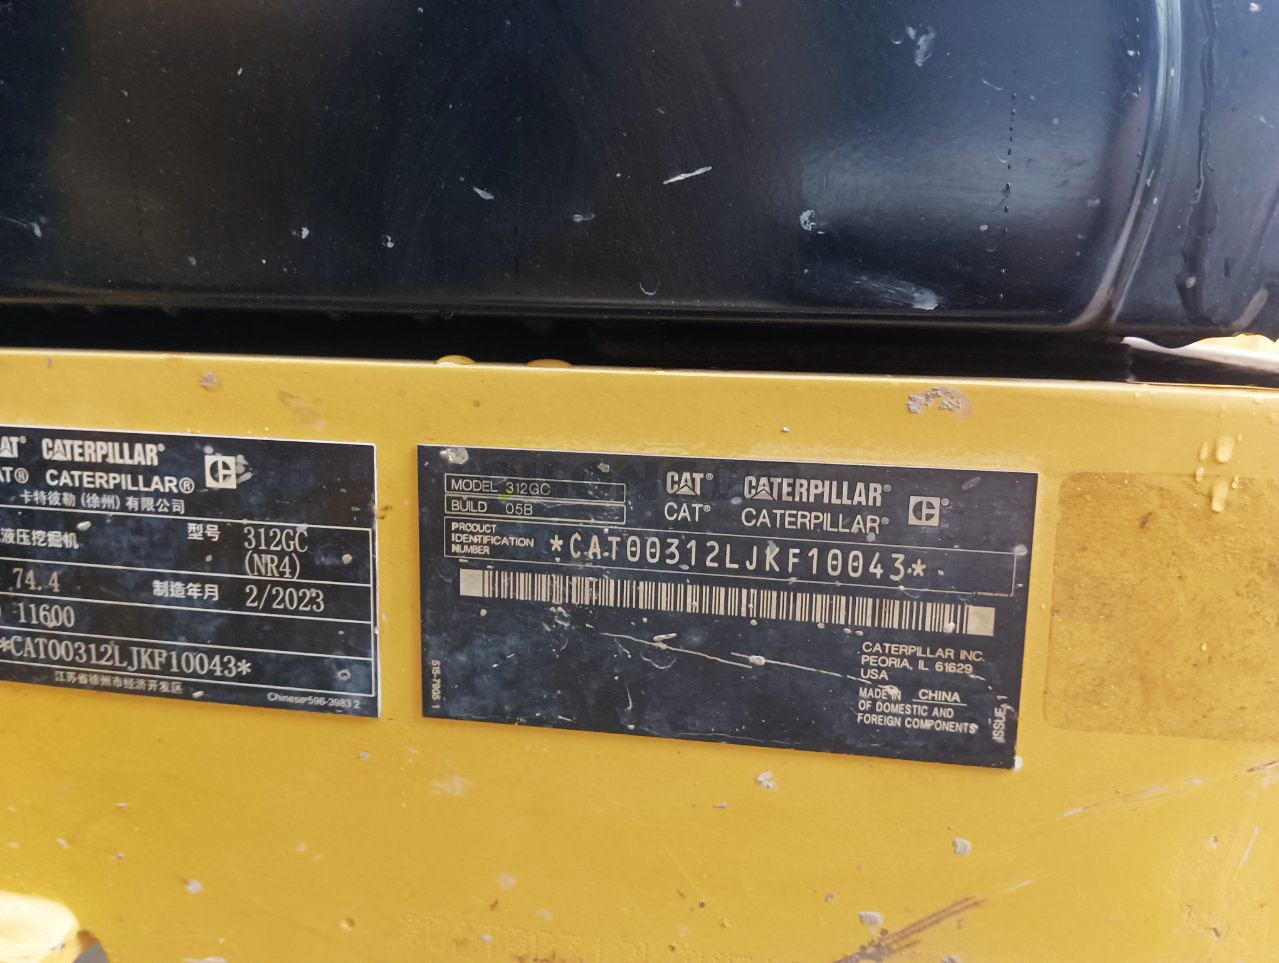 CAT® CATERPILLAR®
CAT® CATERPILLAR®
卡特彼勒 (徐州) 有限公司
液压挖掘机 型号 312GC
(NR4)
74.4 制造年月 2/2023
11600
*CAT00312LJKF10043*
江苏省徐州市经济开发区
Chinese 596-3983 2
MODEL 312GC
BUILD 05B
CAT® CATERPILLAR®
CAT® CATERPILLAR®
PRODUCT
IDENTIFICATION
NUMBER
*CAT00312LJKF10043*
CATERPILLAR INC.
PEORIA, IL 61629
USA
MADE IN CHINA
OF DOMESTIC AND
FOREIGN COMPONENTS
515-7905 1
ISSUE 1